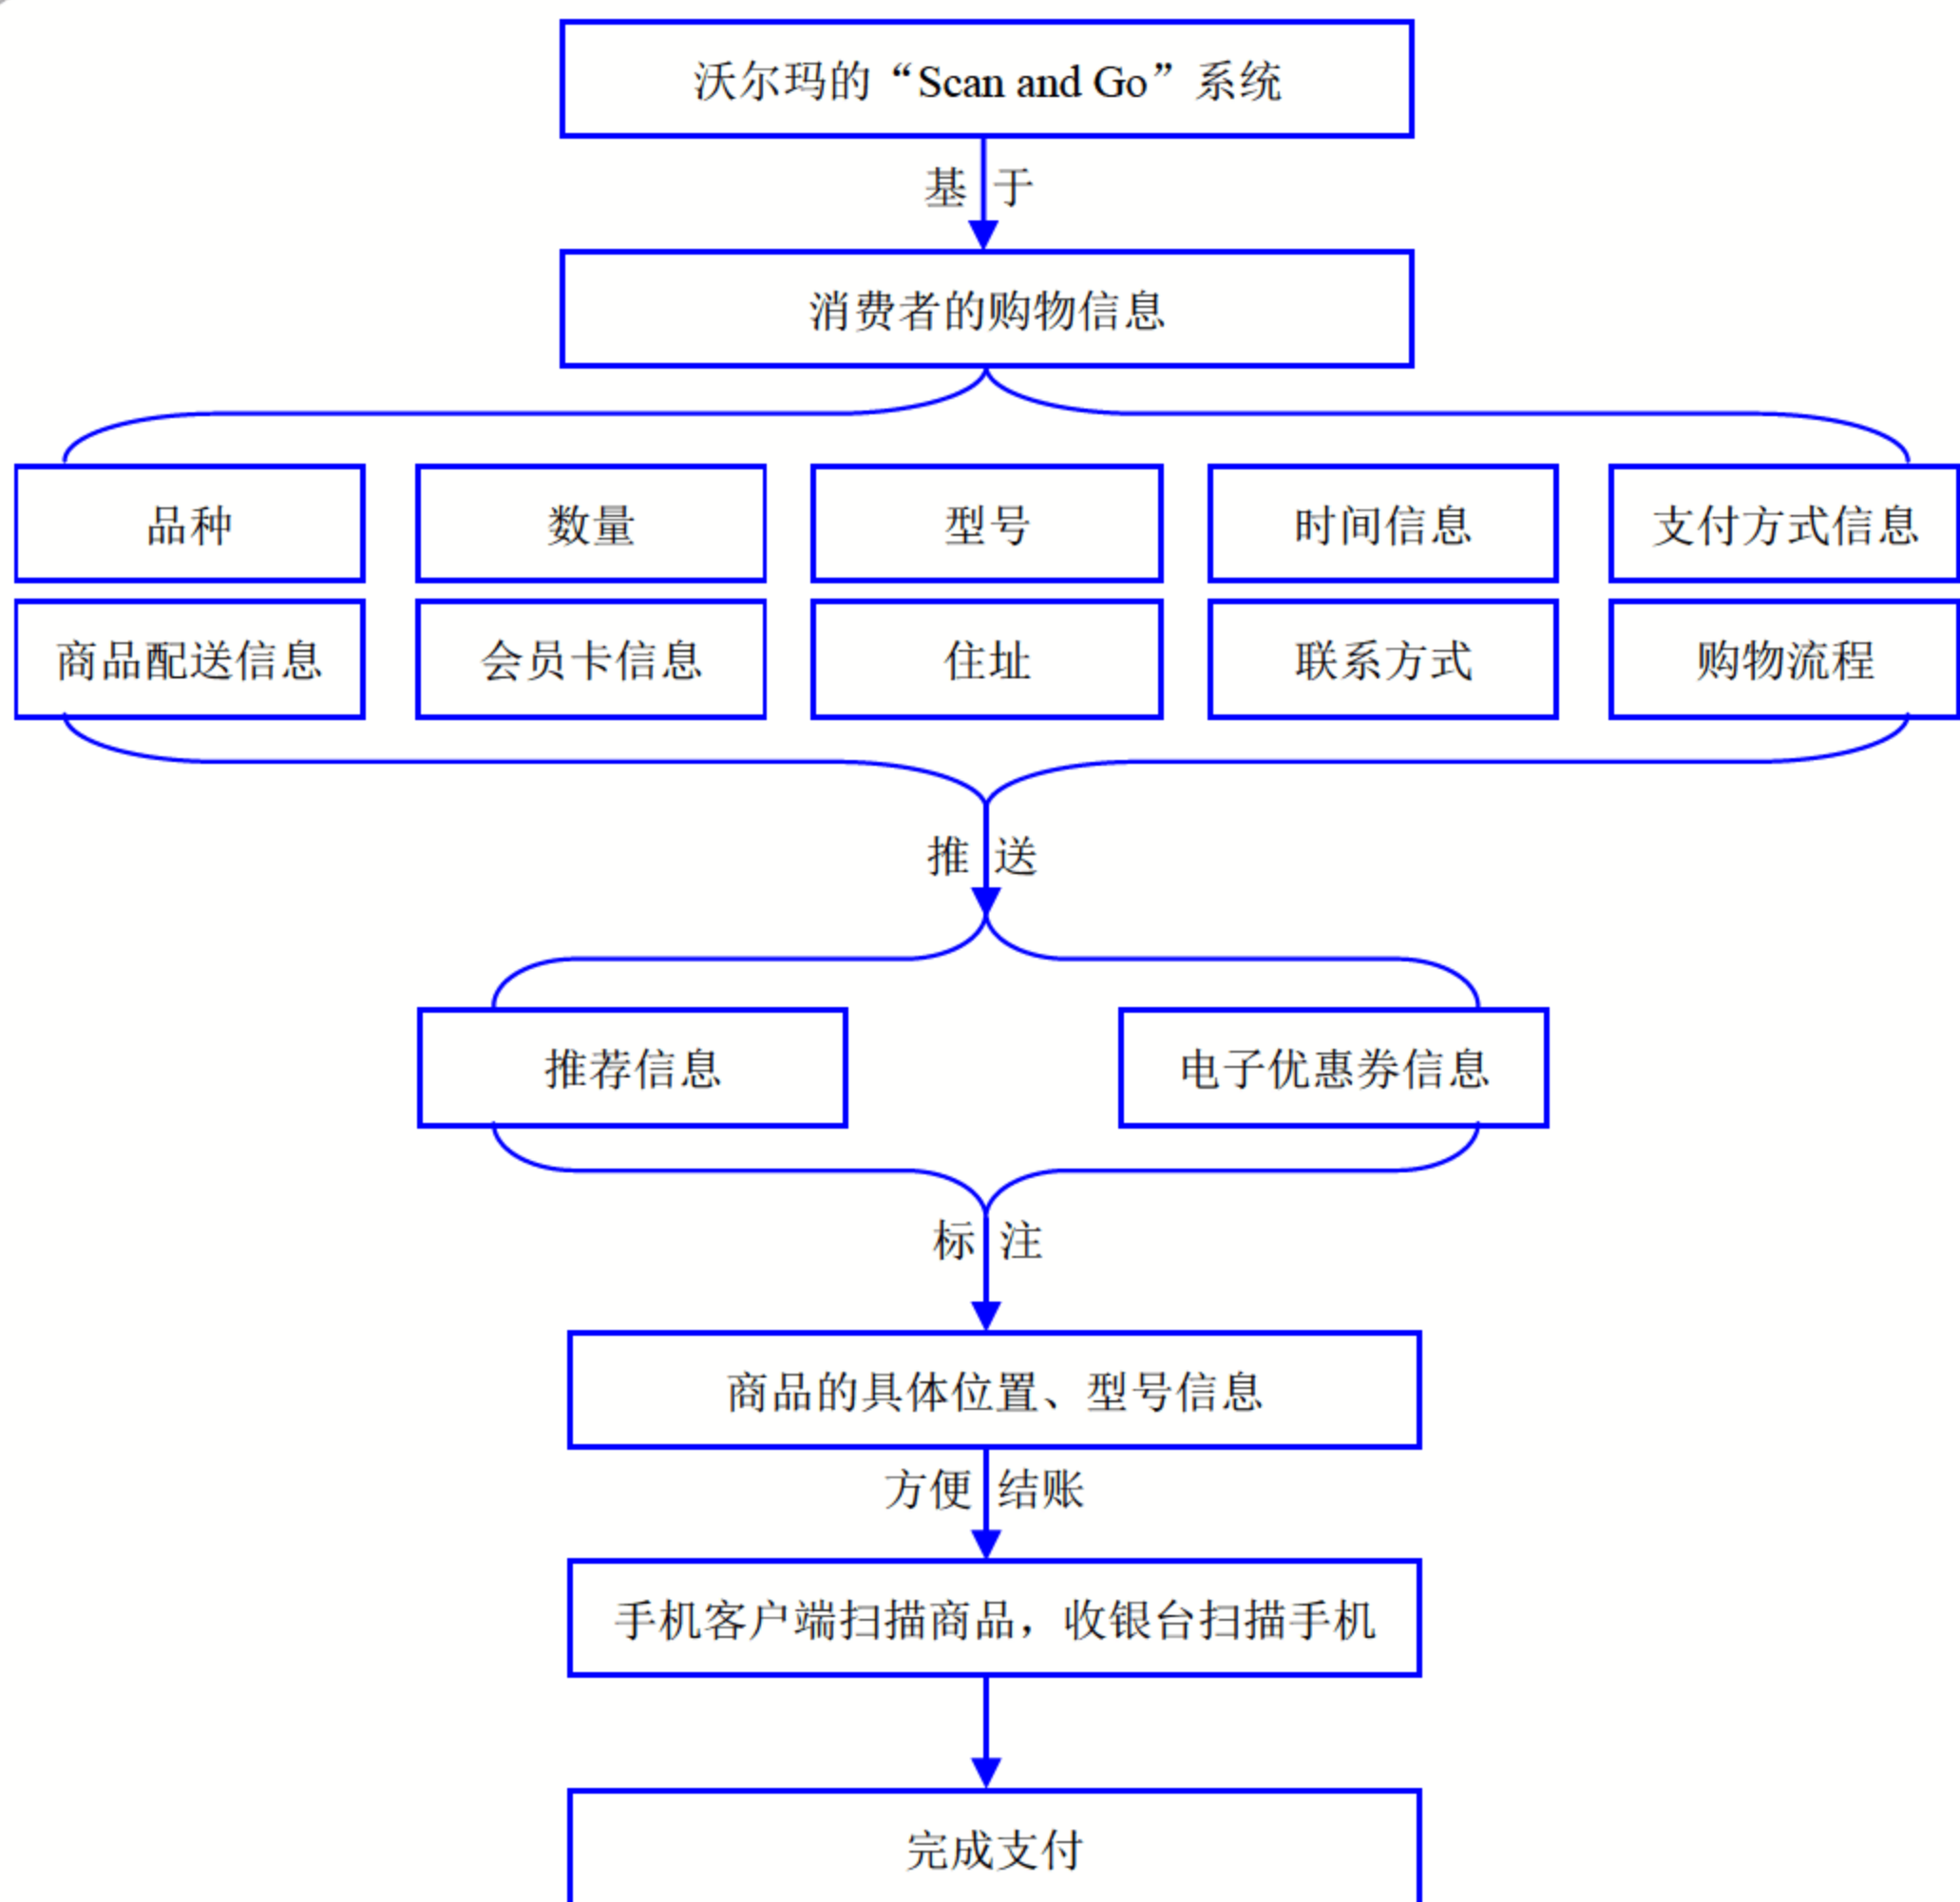 沃尔玛的“Scan and Go”系统
基于
消费者的购物信息
品种
数量
型号
时间信息
支付方式信息
商品配送信息
会员卡信息
住址
联系方式
购物流程
推送
推荐信息
电子优惠券信息
标注
商品的具体位置、型号信息
方便结账
手机客户端扫描商品，收银台扫描手机
完成支付